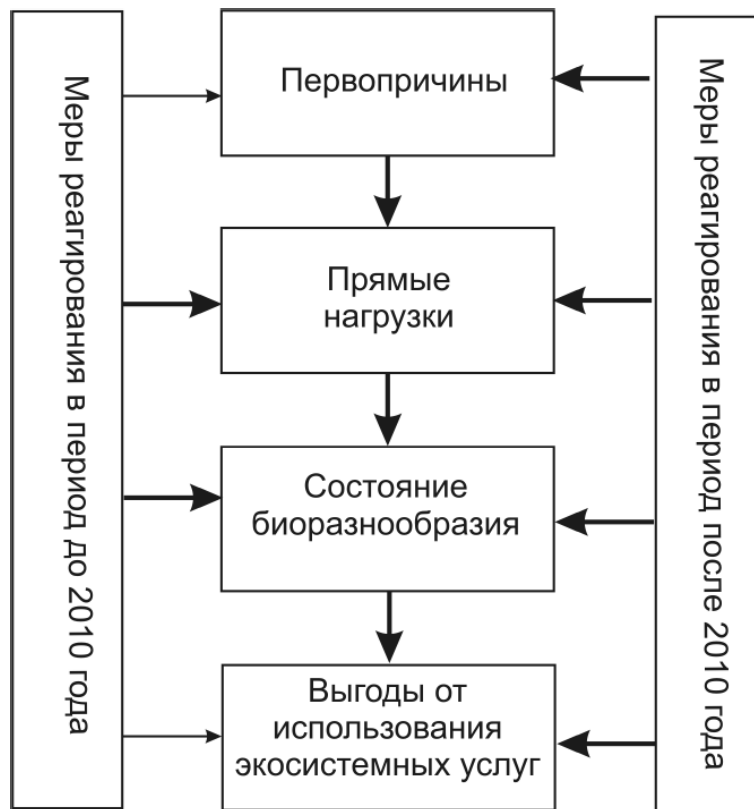 Меры реагирования в период до 2010 года
Первопричины
Прямые
нагрузки
Состояние
биоразнообразия
Выгоды от
использования
экосистемных услуг
Меры реагирования в период после 2010 года